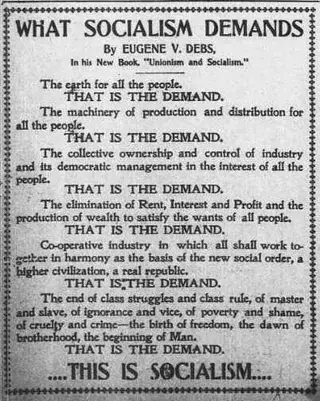 WHAT SOCIALISM DEMANDS
By EUGENE V. DEBS,
In his New Book, "Unionism and Socialism."
The earth for all the people.
THAT IS THE DEMAND.
The machinery of production and distribution for
all the people.
THAT IS THE DEMAND.
The collective ownership and control of industry
and its democratic management in the interest of all the
people.
THAT IS THE DEMAND.
The elimination of Rent, Interest and Profit and the
production of wealth to satisfy the wants of all people.
THAT IS THE DEMAND.
Co-operative industry in which all shall work to-
gether in harmony as the basis of the new social order, a
higher civilization, a real republic.
THAT IS THE DEMAND.
The end of class struggles and class rule, of master
and slave, of ignorance and vice, of poverty and shame,
of cruelty and crime—the birth of freedom, the dawn of
brotherhood, the beginning of Man.
THAT IS THE DEMAND.
....THIS IS SOCIALISM....